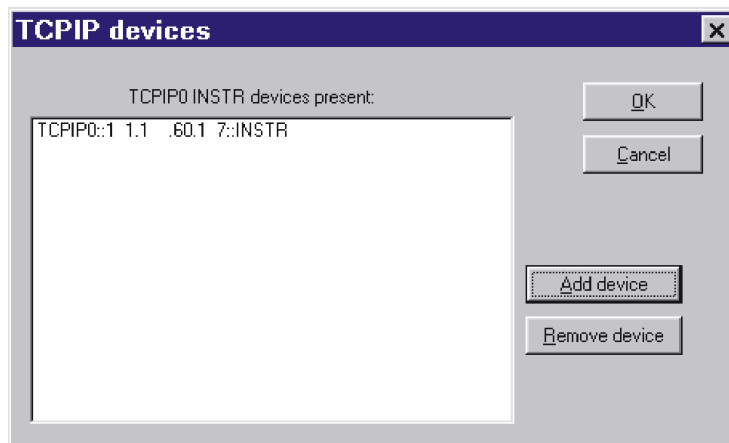 TCPIP devices
TCPIP0 INSTR devices present:
TCPIP0::1 1.1 .60.1 7::INSTR
OK
Cancel
Add device
Remove device